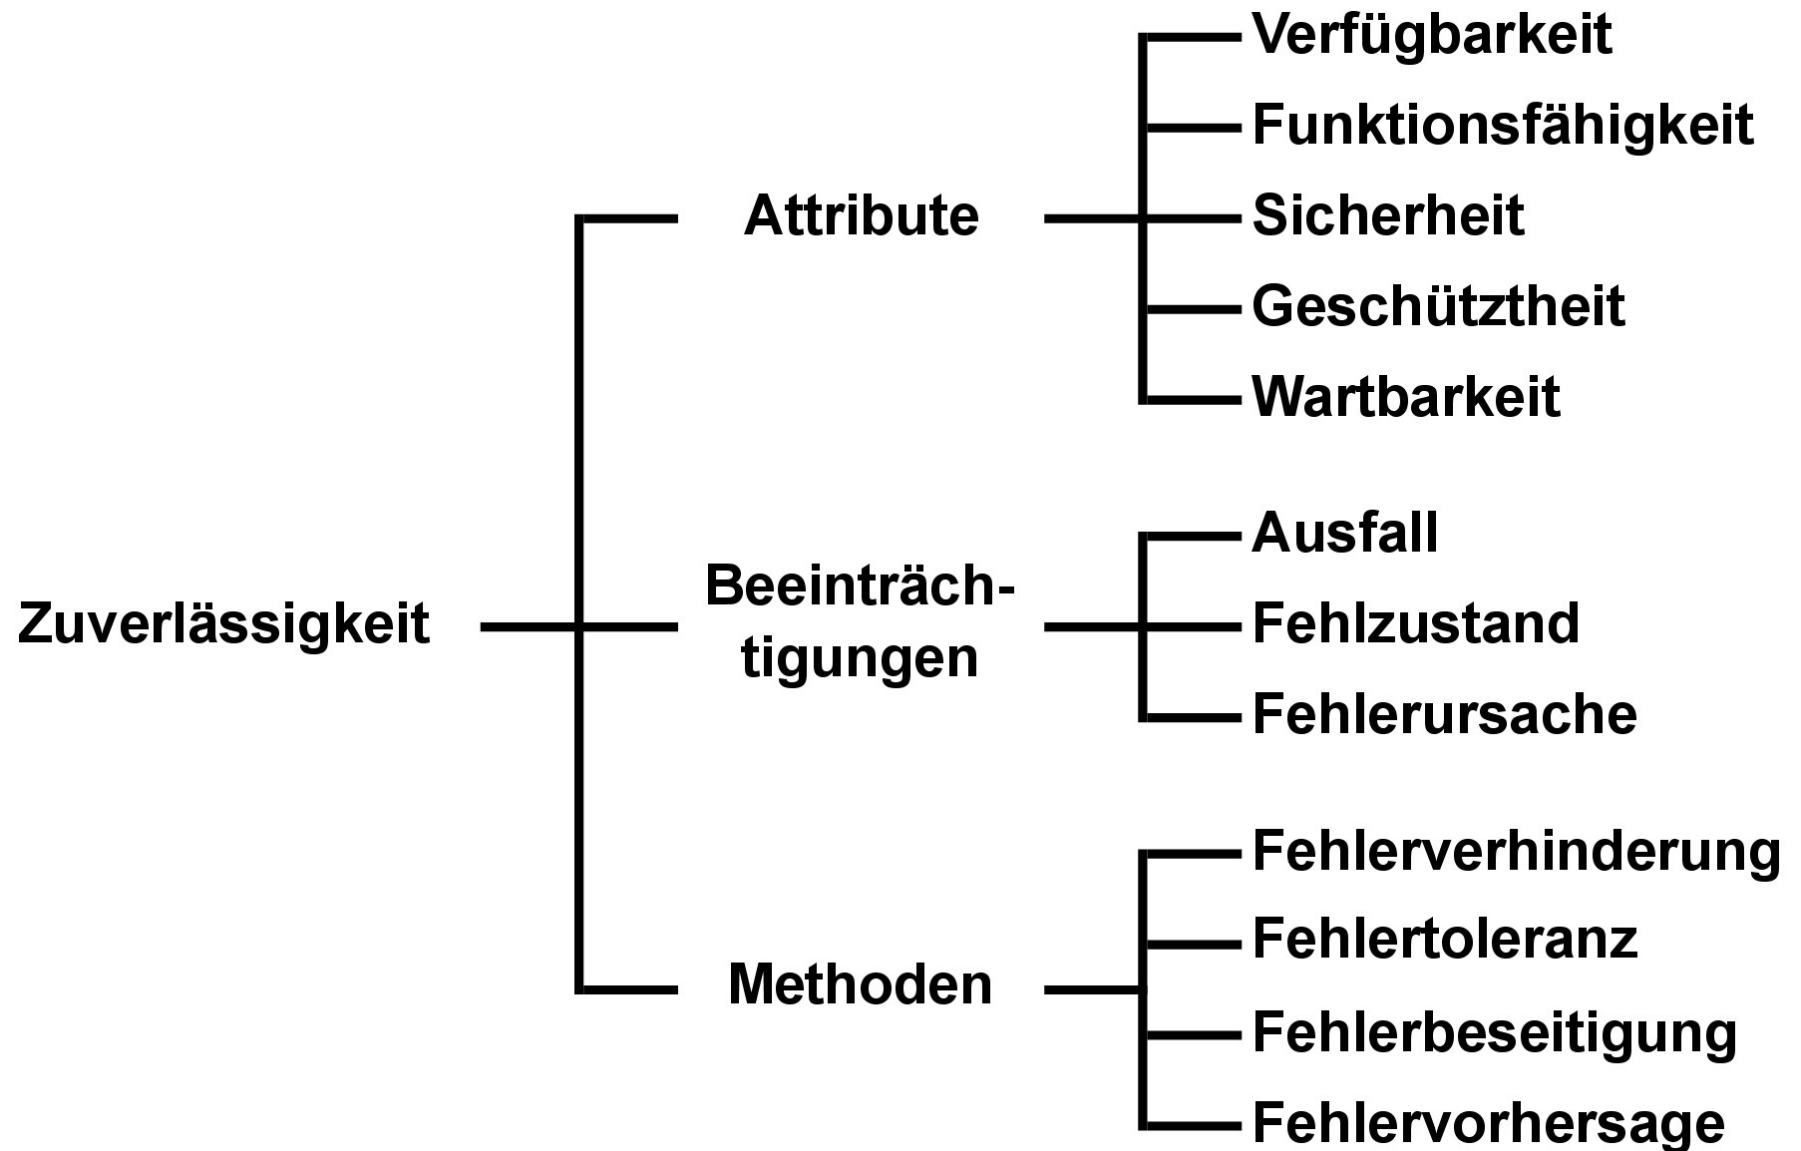 Zuverlässigkeit
Attribute
Verfügbarkeit
Funktionsfähigkeit
Sicherheit
Geschütztheit
Wartbarkeit
Beeinträch-
tigungen
Ausfall
Fehlzustand
Fehlerursache
Methoden
Fehlerverhinderung
Fehlertoleranz
Fehlerbeseitigung
Fehlervorhersage